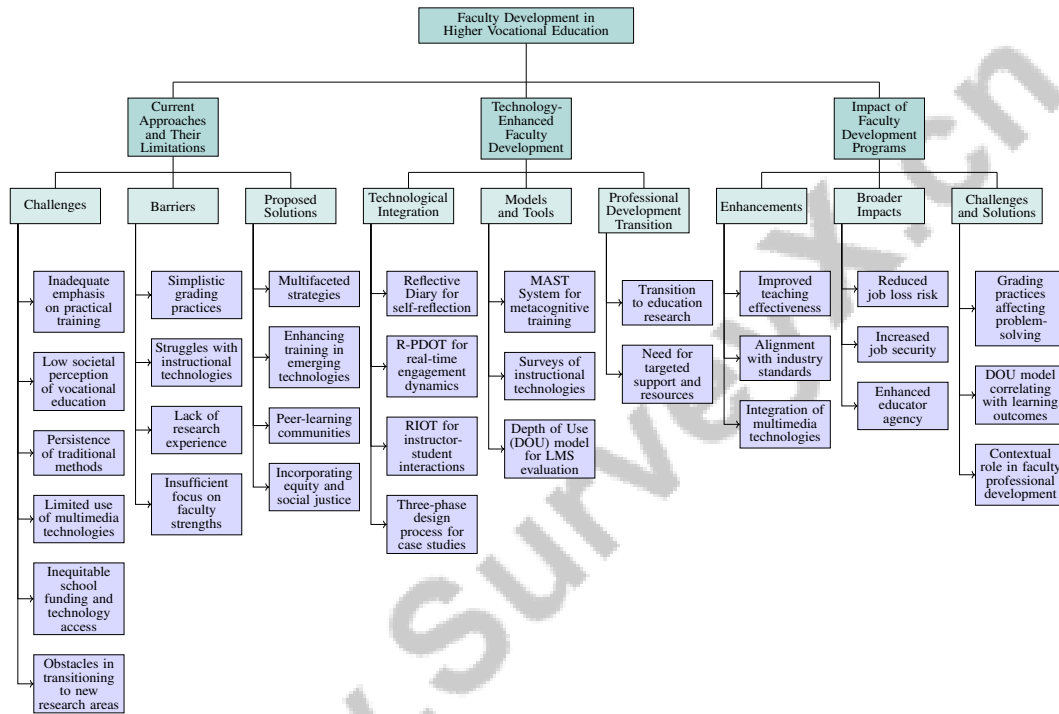 Faculty Development in
Higher Vocational Education
Current
Approaches
and Their
Limitations
Technology-
Enhanced
Faculty
Development
Impact of
Faculty
Development
Programs
Challenges
Barriers
Proposed
Solutions
Technological
Integration
Models
and Tools
Professional
Development
Transition
Enhancements
Broader
Impacts
Challenges
and Solutions
Inadequate
emphasis
on practical
training
Low societal
perception
of vocational
education
Persistence
of traditional
methods
Limited use
of multimedia
technologies
Inequitable
school
funding and
technology
access
Obstacles in
transitioning
to new
research areas
Simplistic
grading
practices
Struggles with
instructional
technologies
Lack of
research
experience
Insufficient
focus on
faculty
strengths
Multifaceted
strategies
Enhancing
training in
emerging
technologies
Peer-learning
communities
Incorporating
equity and
social justice
Reflective
Diary for
self-reflection
R-PDOT for
real-time
engagement
dynamics
RIOT for
instructor-
student
interactions
Three-phase
design
process for
case studies
MAST
System for
metacognitive
training
Surveys of
instructional
technologies
Depth of Use
(DOU) model
for LMS
evaluation
Transition
to education
research
Need for
targeted
support and
resources
Improved
teaching
effectiveness
Alignment
with industry
standards
Integration of
multimedia
technologies
Reduced
job loss risk
Increased
job security
Enhanced
educator
agency
Grading
practices
affecting
problem-
solving
DOU model
correlating
with learning
outcomes
Contextual
role in faculty
professional
development
www.Surveyx.cn